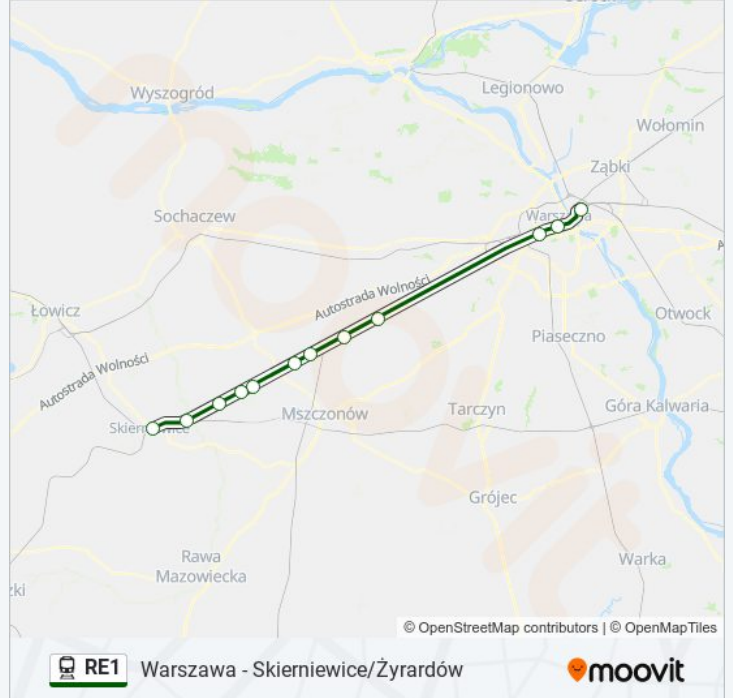 Wyszogród
Legionowo
Wołomin
Ząbki
Sochaczew
Autostrada Wolności
Łowicz
Otwock
Piaseczno
Autostrada Wolności
Mszczonów
Tarczyn
Góra Kalwaria
Grójec
Rawa
Mazowiecka
Warka
© OpenStreetMap contributors | © OpenMapTiles
RE1 Warszawa - Skierniewice/Żyrardów
moovit